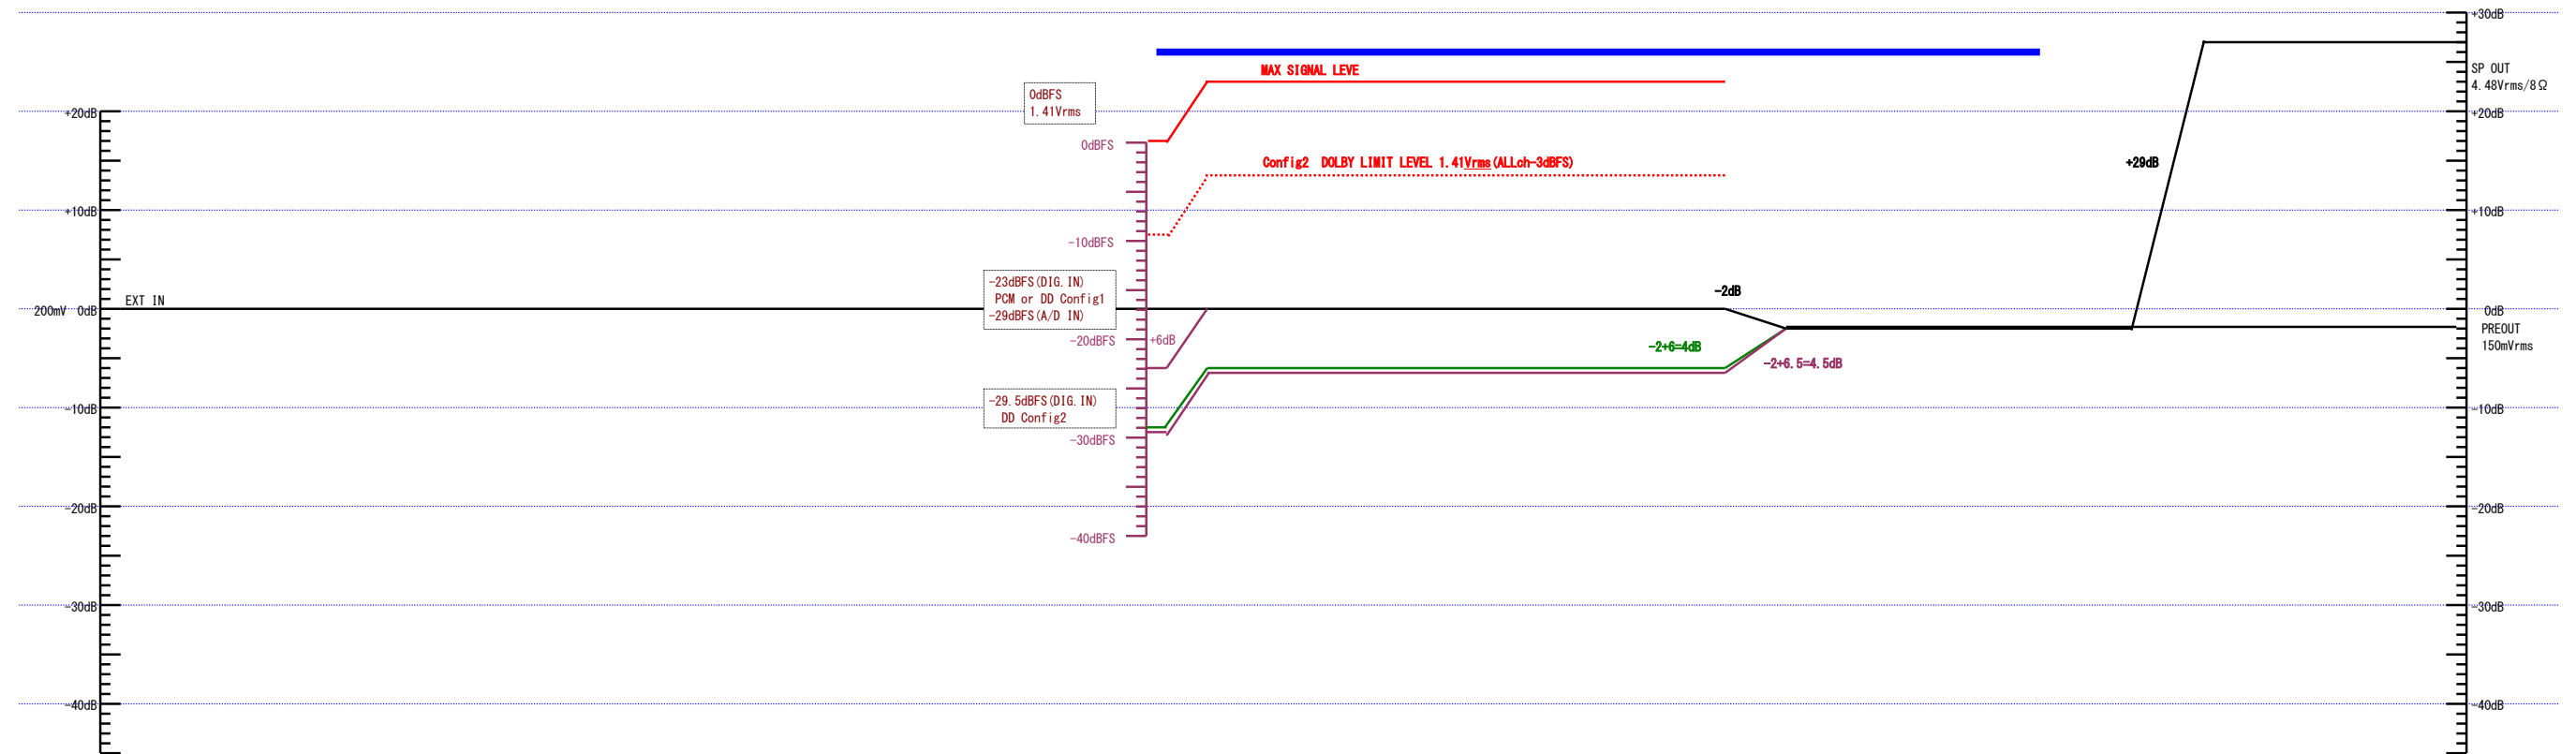 +30dB
MAX SIGNAL LEVE
SP OUT
4.48Vrms/8Ω
0dBFS
1.41Vrms
+20dB
+20dB
0dBFS
Config2 DOLBY LIMIT LEVEL 1.41Vrms(ALLch-3dBFS)
+29dB
+10dB
+10dB
-10dBFS
-23dBFS(DIG.IN)
PCM or DD Config1
-29dBFS(A/D IN)
-2dB
EXT IN
200mV 0dB
0dB
PREOUT
150mVrms
-20dBFS
+6dB
-2+6=4dB
-2+6.5=4.5dB
-29.5dBFS(DIG.IN)
DD Config2
-10dB
-10dB
-30dBFS
-20dB
-20dB
-40dBFS
-30dB
-30dB
-40dB
-40dB